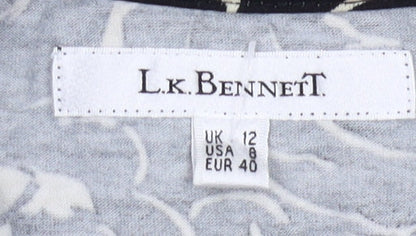 L.K. BENNETT.
UK 12
USA 8
EUR 40